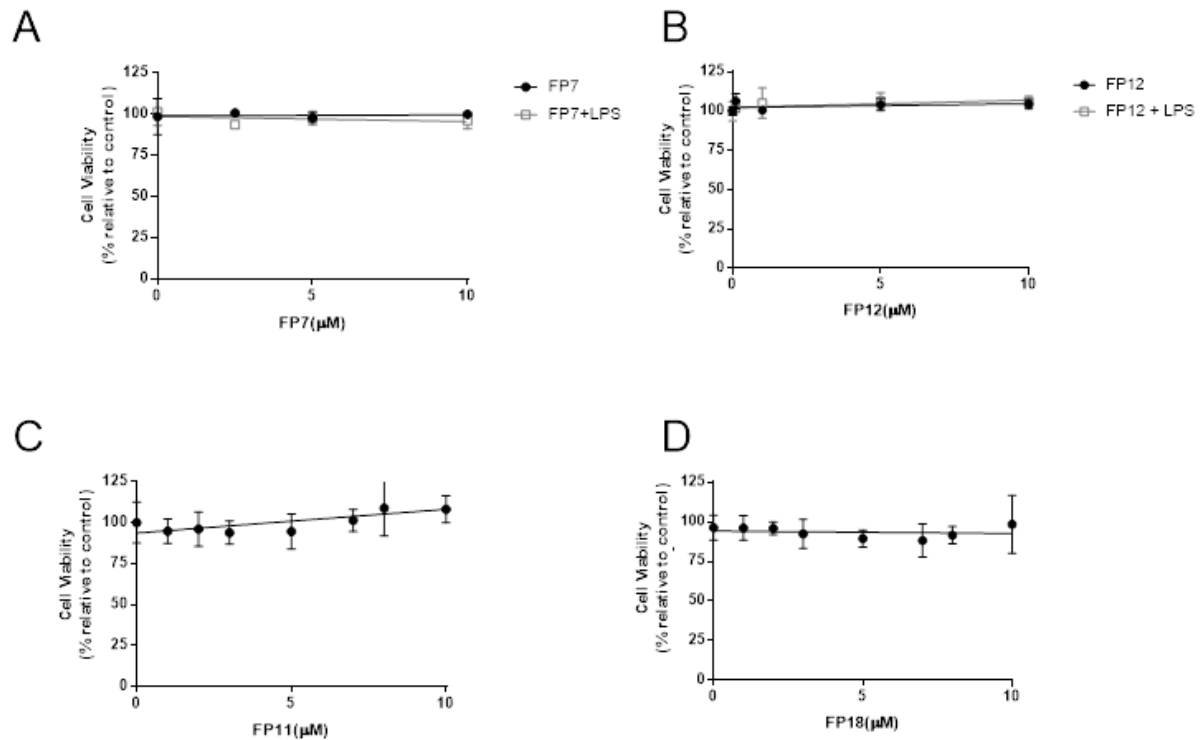 A
125
100
75
50
25
0
Cell Viability
(% relative to control)
0 5 10
FP7(μM)
FP7
FP7+LPS
B
125
100
75
50
25
0
Cell Viability
(% relative to control)
0 5 10
FP12(μM)
FP12
FP12 + LPS
C
125
100
75
50
25
0
Cell Viability
(% relative to control)
0 5 10
FP11(μM)
D
125
100
75
50
25
0
Cell Viability
(% relative to_control)
0 5 10
FP18(μM)